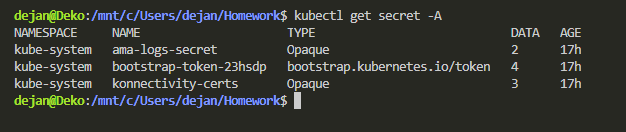 dejan@Deko:/mnt/c/Users/dejan/Homework$ kubectl get secret -A
NAMESPACE     NAME                     TYPE                            DATA   AGE
kube-system   ama-logs-secret          Opaque                          2      17h
kube-system   bootstrap-token-23hsdp   bootstrap.kubernetes.io/token   4      17h
kube-system   konnectivity-certs       Opaque                          3      17h
dejan@Deko:/mnt/c/Users/dejan/Homework$